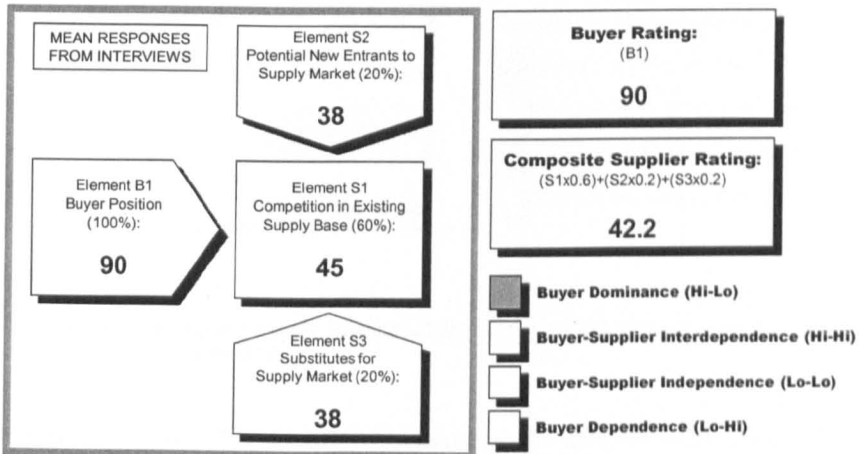 MEAN RESPONSES
FROM INTERVIEWS
Element S2
Potential New Entrants to
Supply Market (20%):
38
Element B1
Buyer Position
(100%):
90
Element S1
Competition in Existing
Supply Base (60%):
45
Element S3
Substitutes for
Supply Market (20%):
38
Buyer Rating:
(B1)
90
Composite Supplier Rating:
(S1x0.6)+(S2x0.2)+(S3x0.2)
42.2
Buyer Dominance (Hi-Lo)
Buyer-Supplier Interdependence (Hi-Hi)
Buyer-Supplier Independence (Lo-Lo)
Buyer Dependence (Lo-Hi)